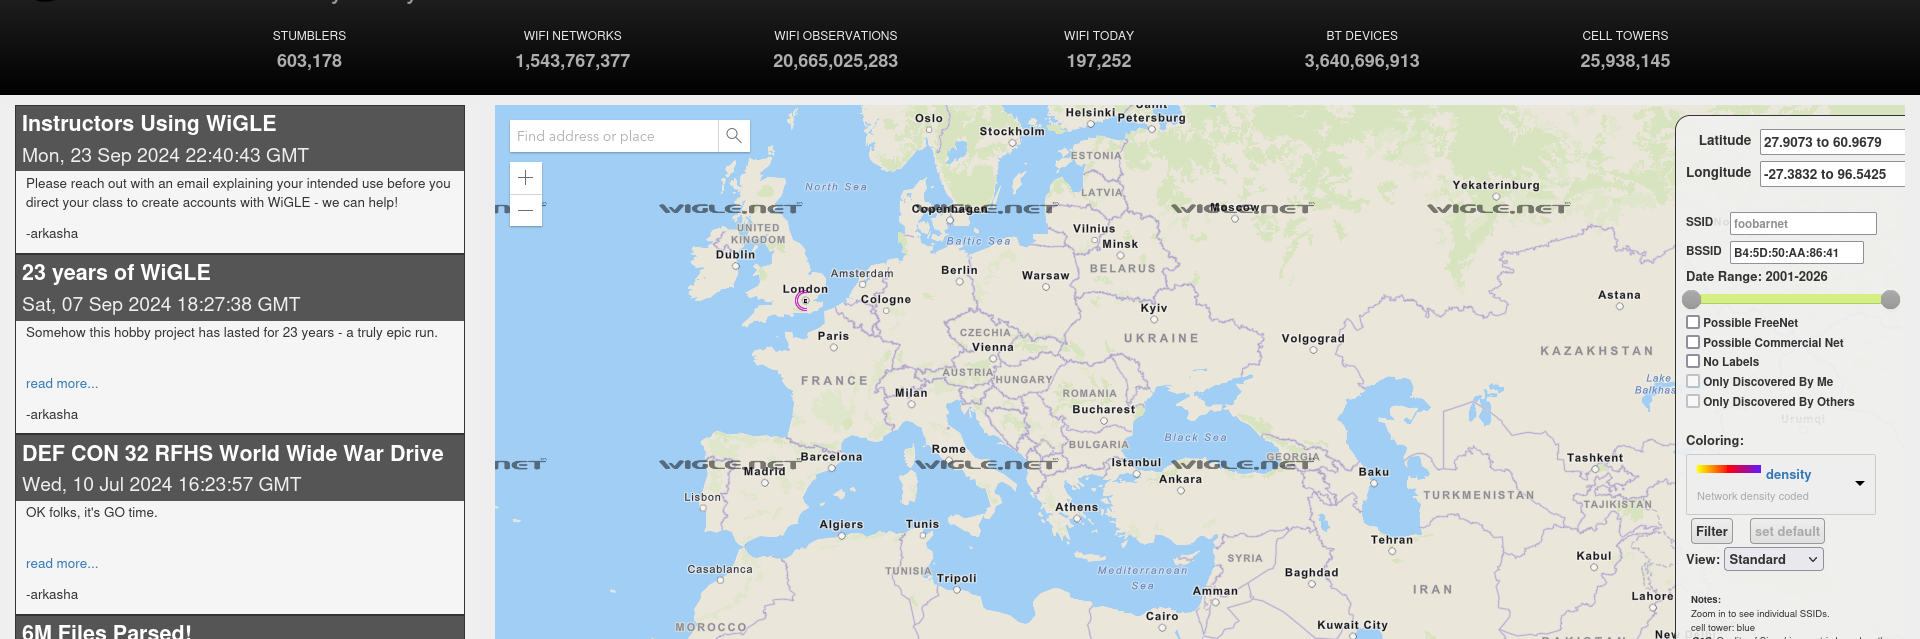 STUMBLERS
603,178
WIFI NETWORKS
1,543,767,377
WIFI OBSERVATIONS
20,665,025,283
WIFI TODAY
197,252
BT DEVICES
3,640,696,913
CELL TOWERS
25,938,145
Instructors Using WiGLE
Mon, 23 Sep 2024 22:40:43 GMT
Please reach out with an email explaining your intended use before you
direct your class to create accounts with WiGLE - we can help!
-arkasha
23 years of WiGLE
Sat, 07 Sep 2024 18:27:38 GMT
Somehow this hobby project has lasted for 23 years - a truly epic run.
read more...
-arkasha
DEF CON 32 RFHS World Wide War Drive
Wed, 10 Jul 2024 16:23:57 GMT
OK folks, it's GO time.
read more...
-arkasha
6M Files Parsed!
Find address or place
Oslo
Stockholm
Helsinki
Saint
Petersburg
ESTONIA
North Sea
LATVIA
Yekaterinburg
NET
WIGLE.NET
Copenhagen
WIGLE.NET
WIGLE.NET
Moscow
WIGLE.NET
UNITED
KINGDOM
Baltic Sea
Vilnius
Minsk
Dublin
Amsterdam
Berlin
Warsaw
BELARUS
London
Cologne
Kyiv
Astana
Paris
CZECHIA
Vienna
UKRAINE
Volgograd
KAZAKHSTAN
FRANCE
AUSTRIA
HUNGARY
Milan
ROMANIA
Bucharest
Lake
Balkhas
Black Sea
BULGARIA
Rome
Barcelona
Istanbul
GEORGIA
Tashkent
NET
WIGLE.NET
Madrid
WIGLE.NET
WIGLE.NET
Ankara
Baku
Lisbon
TURKMENISTAN
TAJIKISTAN
Athens
Algiers
Tunis
Tehran
Casablanca
TUNISIA
Tripoli
Mediterranean
Sea
SYRIA
Baghdad
Kabul
IRAN
Amman
Lahore
MOROCCO
Cairo
Kuwait City
New
Latitude
27.9073 to 60.9679
Longitude
-27.3832 to 96.5425
SSID
foobarnet
BSSID
B4:5D:50:AA:86:41
Date Range: 2001-2026
Possible FreeNet
Possible Commercial Net
No Labels
Only Discovered By Me
Only Discovered By Others
Urumqi
Coloring:
density
Network density coded
Filter
set default
View:
Standard
Notes:
Zoom in to see individual SSIDs.
cell tower: blue